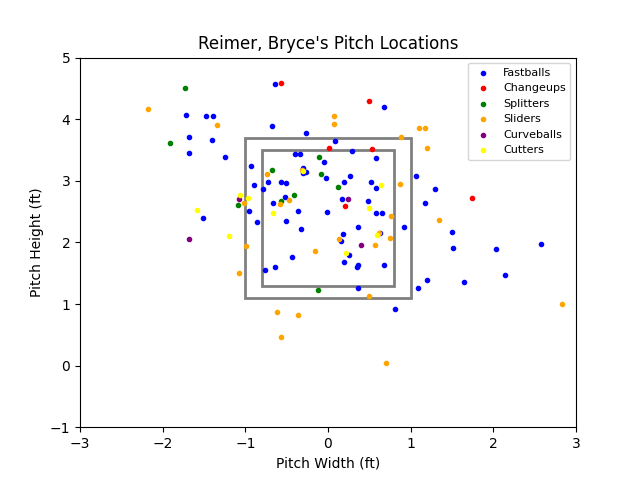 Reimer, Bryce's Pitch Locations
Fastballs
Changeups
Splitters
Sliders
Curveballs
Cutters
5
4
3
2
1
0
−1
Pitch Height (ft)
−3 −2 −1 0 1 2 3
Pitch Width (ft)